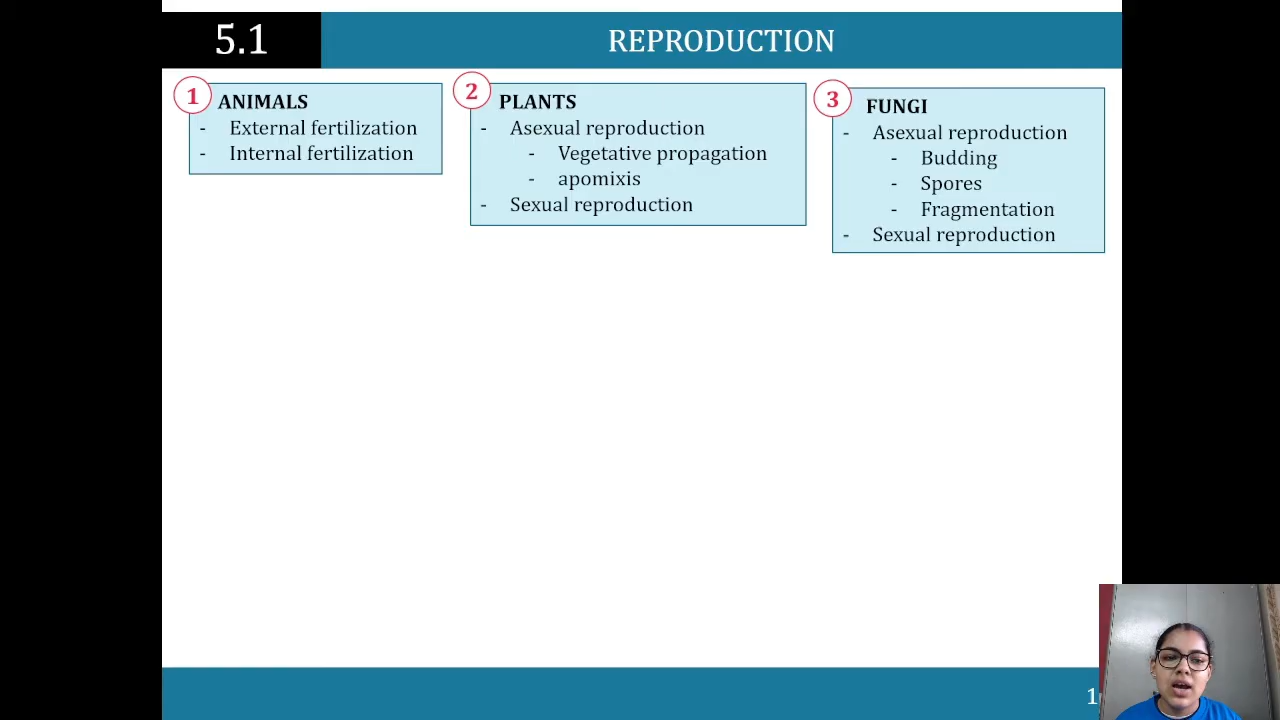 5.1
REPRODUCTION
1
ANIMALS
- External fertilization
- Internal fertilization
2
PLANTS
- Asexual reproduction
- Vegetative propagation
- apomixis
- Sexual reproduction
3
FUNGI
- Asexual reproduction
- Budding
- Spores
- Fragmentation
- Sexual reproduction
1